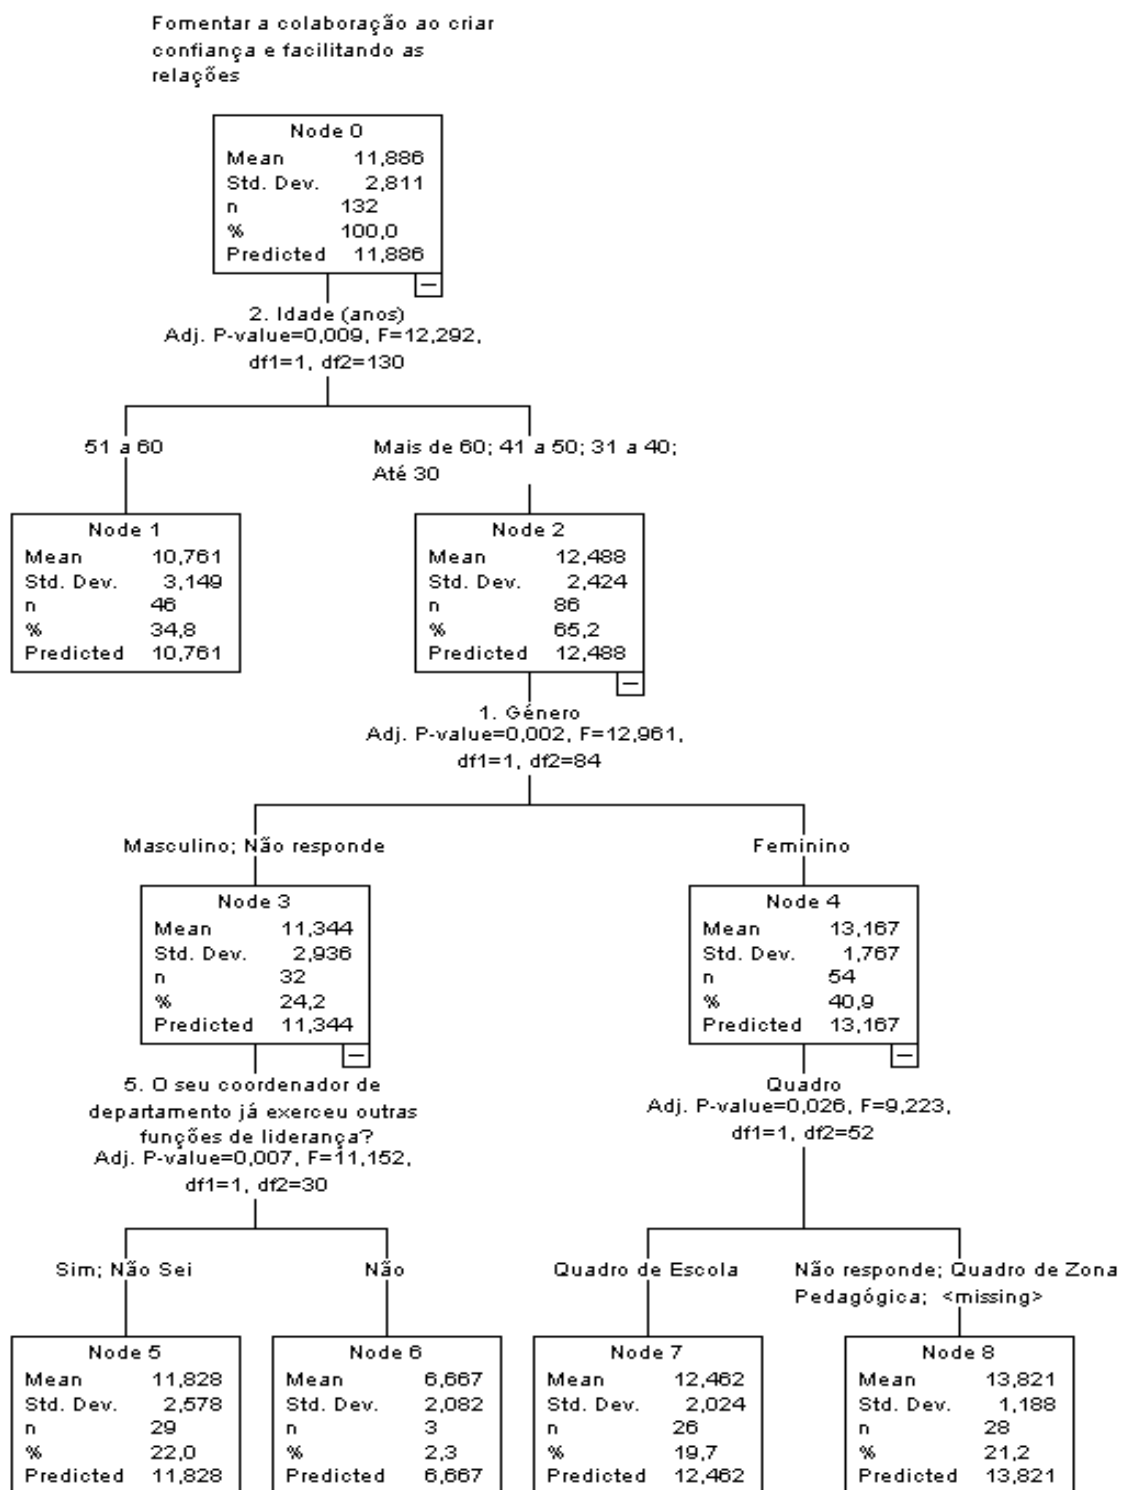 Fomentar a colaboração ao criar
confiança e facilitando as
relações
Node 0
Mean 11,886
Std. Dev. 2,811
n 132
% 100,0
Predicted 11,886
2. Idade (anos)
Adj. P-value=0,009, F=12,292,
df1=1, df2=130
51 a 60
Mais de 60; 41 a 50; 31 a 40;
Até 30
Node 1
Mean 10,761
Std. Dev. 3,149
n 46
% 34,8
Predicted 10,761
Node 2
Mean 12,488
Std. Dev. 2,424
n 86
% 65,2
Predicted 12,488
1. Género
Adj. P-value=0,002, F=12,961,
df1=1, df2=84
Masculino; Não responde
Feminino
Node 3
Mean 11,344
Std. Dev. 2,936
n 32
% 24,2
Predicted 11,344
Node 4
Mean 13,167
Std. Dev. 1,767
n 54
% 40,9
Predicted 13,167
5. O seu coordenador de
departamento já exerceu outras
funções de liderança?
Adj. P-value=0,007, F=11,152,
df1=1, df2=30
Quadro
Adj. P-value=0,026, F=9,223,
df1=1, df2=52
Sim; Não Sei
Não
Quadro de Escola
Não responde; Quadro de Zona
Pedagógica; <missing>
Node 5
Mean 11,828
Std. Dev. 2,578
n 29
% 22,0
Predicted 11,828
Node 6
Mean 6,667
Std. Dev. 2,082
n 3
% 2,3
Predicted 6,667
Node 7
Mean 12,462
Std. Dev. 2,024
n 26
% 19,7
Predicted 12,462
Node 8
Mean 13,821
Std. Dev. 1,188
n 28
% 21,2
Predicted 13,821